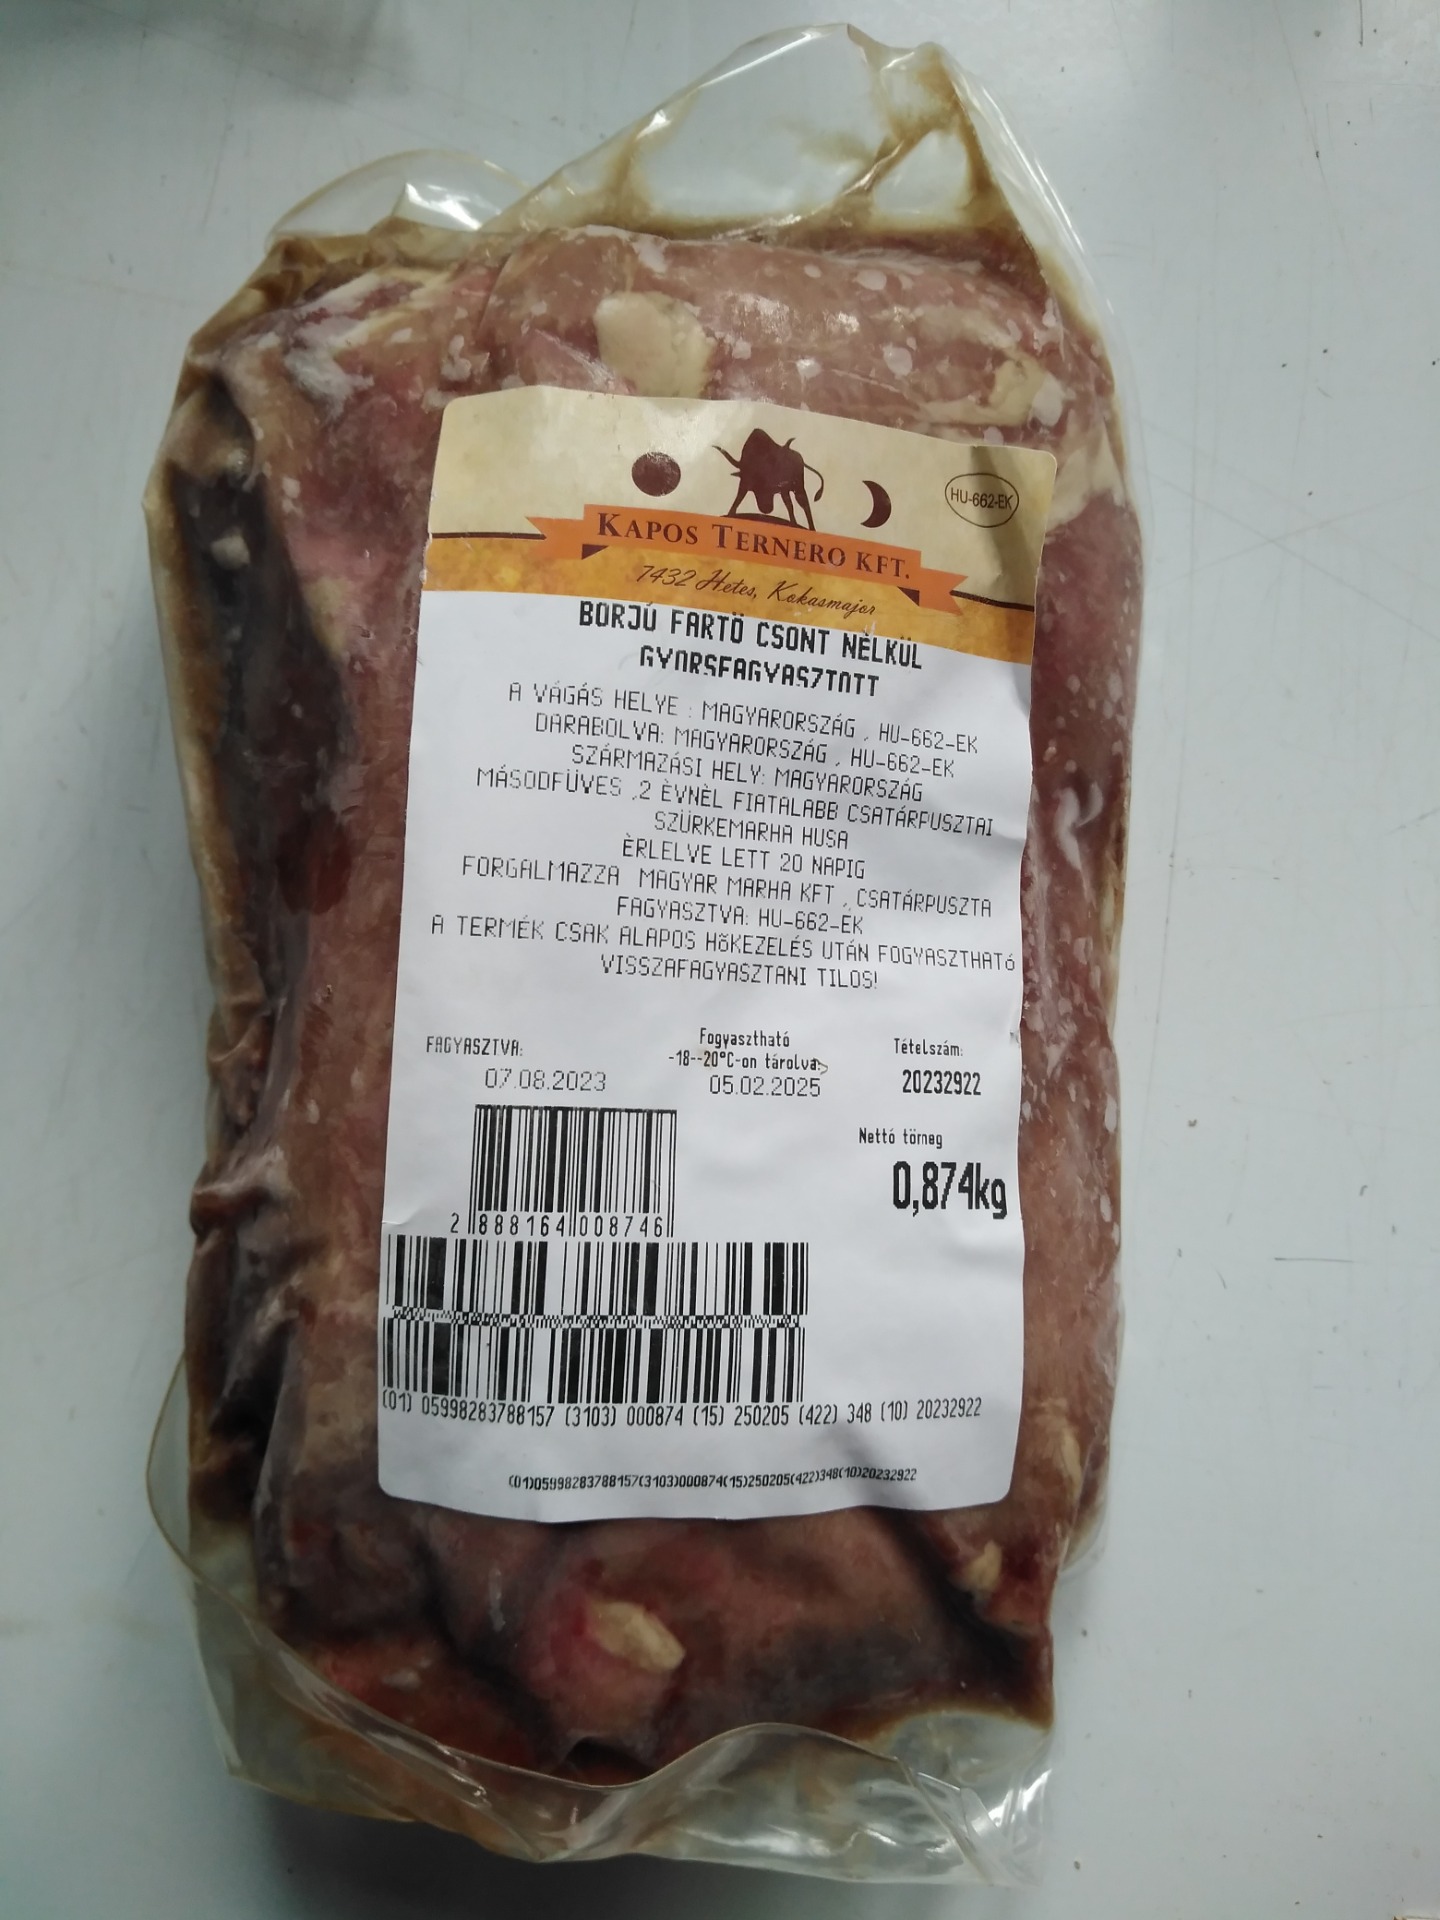 HU-662-EK
KAPOS TERNERO KFT.
7432 Hetes, Kokasmajor
BORJÚ FARTÖ CSONT NÈLKÜL
GYORSFAGYASZTOTT
A VÁGÁS HELYE : MAGYARORSZÁG , HU-662-EK
DARABOLVA: MAGYARORSZÁG , HU-662-EK
SZÁRMAZÁSI HELY: MAGYARORSZÁG
MÁSODFÜVES ,2 ÈVNÈL FIATALABB CSATÁRPUSZTAI
SZÜRKEMARHA HUSA
ÈRLELVE LETT 20 NAPIG
FORGALMAZZA MAGYAR MARHA KFT , CSATÁRPUSZTA
FAGYASZTVA: HU-662-EK
A TERMÉK CSAK ALAPOS HőKEZELÉS UTÁN FOGYASZTHATó
VISSZAFAGYASZTANI TILOS!
FAGYASZTVA:
07.08.2023
Fogyasztható
-18--20°C-on tárolva:
05.02.2025
Tételszám:
20232922
Nettó tömeg
0,874kg
2 888164 008746
(01) 05998283788157 (3103) 000874 (15) 250205 (422) 348 (10) 20232922
(01)05998283788157(3103)000874(15)250205(422)348(10)20232922